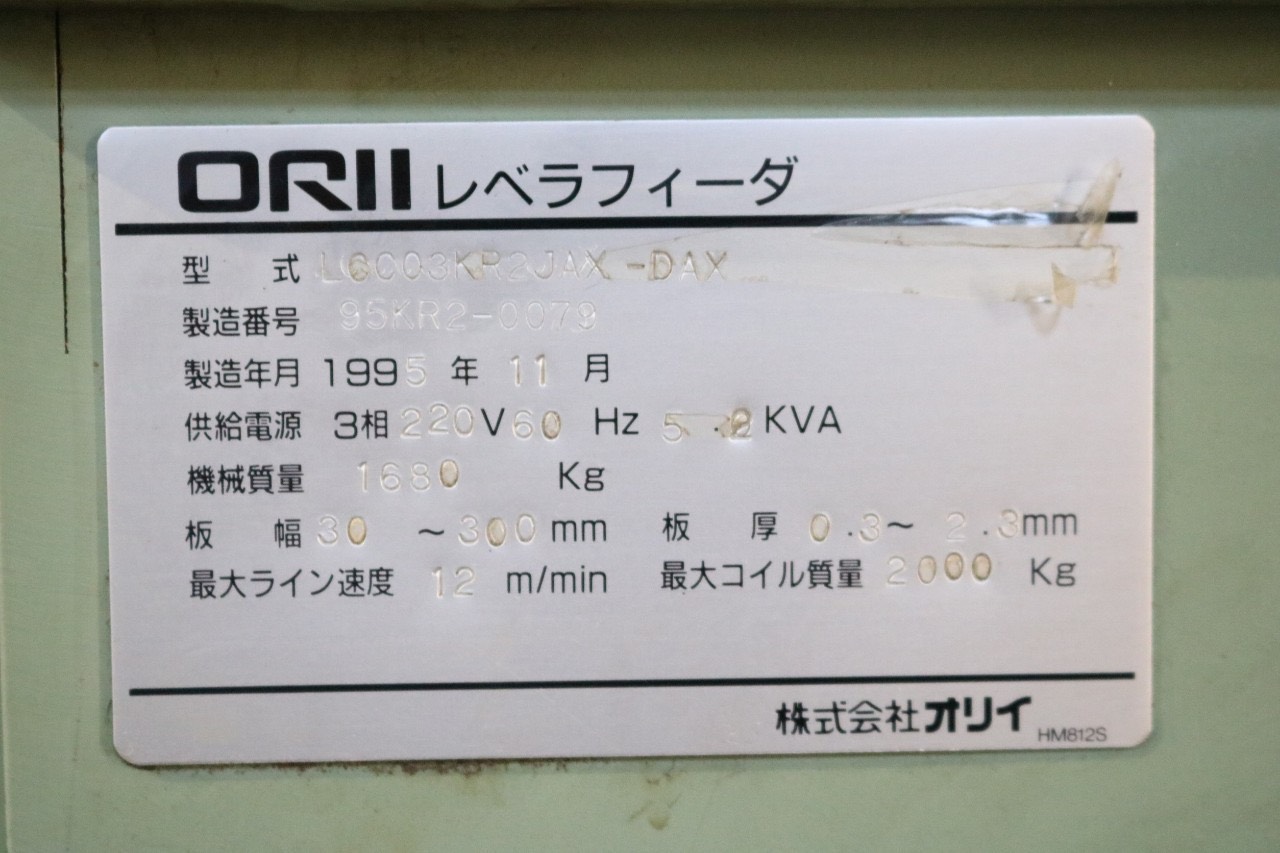 ORII レベラフィーダ
型 式 L6C03KR2JAX-DAX
製造番号 95KR2-0079
製造年月 1995 年 11 月
供給電源 3相 220V 60 Hz 5.2 KVA
機械質量 1680 Kg
板 幅 30 ～300mm 板 厚 0.3～ 2.3mm
最大ライン速度 12 m/min 最大コイル質量 2000 Kg
株式会社オリイ
HM812S